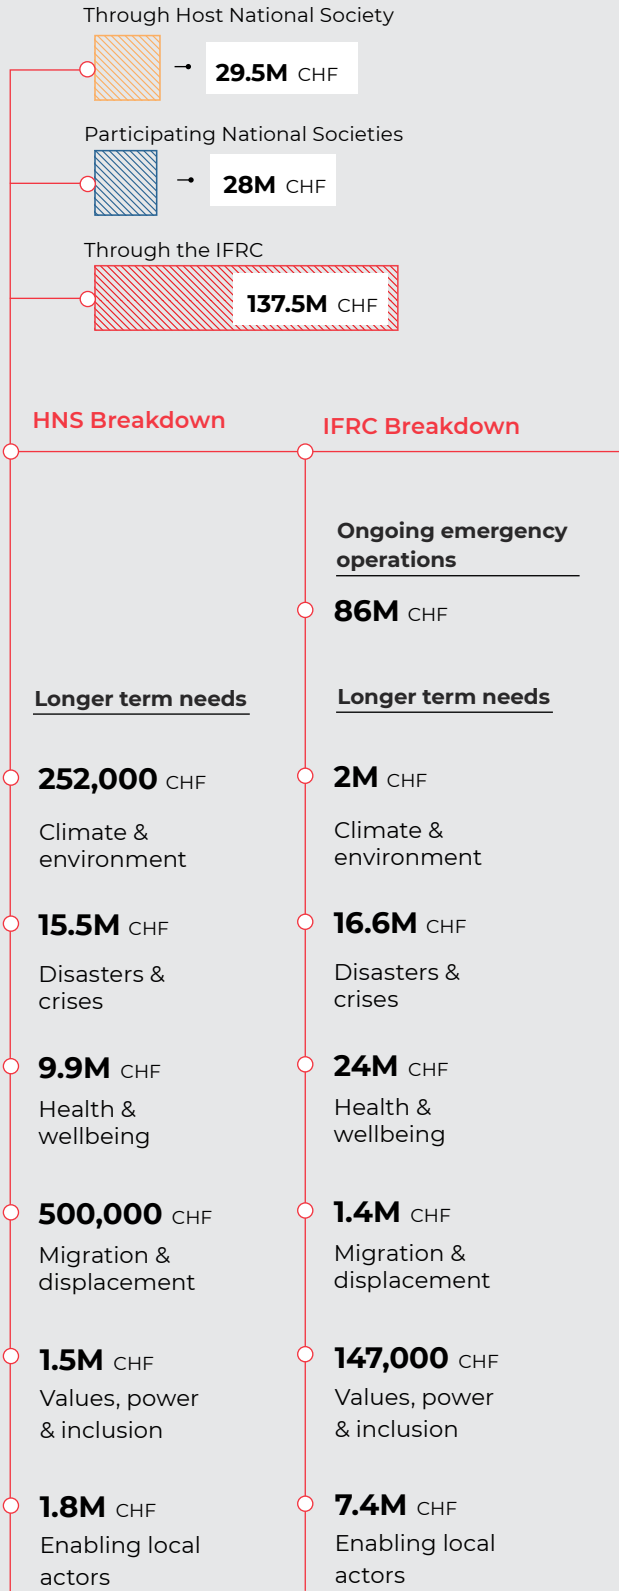 Through Host National Society
29.5M CHF
Participating National Societies
28M CHF
Through the IFRC
137.5M CHF
HNS Breakdown
Longer term needs
252,000 CHF
Climate &
environment
15.5M CHF
Disasters &
crises
9.9M CHF
Health &
wellbeing
500,000 CHF
Migration &
displacement
1.5M CHF
Values, power
& inclusion
1.8M CHF
Enabling local
actors
IFRC Breakdown
Ongoing emergency
operations
86M CHF
Longer term needs
2M CHF
Climate &
environment
16.6M CHF
Disasters &
crises
24M CHF
Health &
wellbeing
1.4M CHF
Migration &
displacement
147,000 CHF
Values, power
& inclusion
7.4M CHF
Enabling local
actors